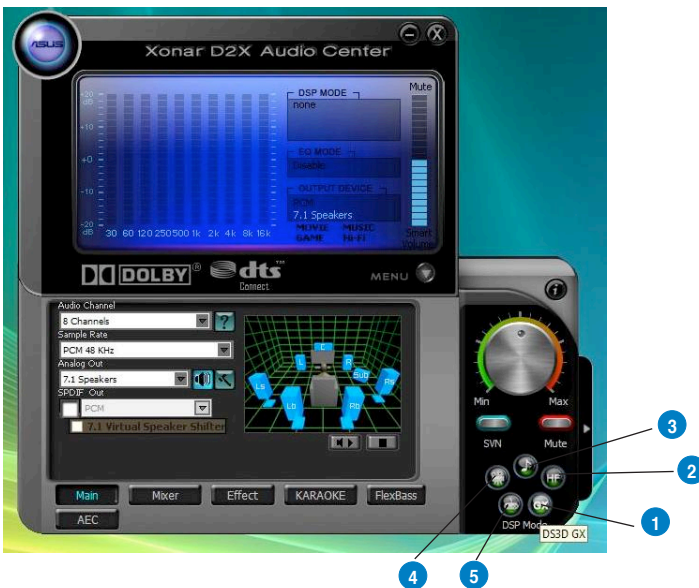 ASUS
Xonar D2X Audio Center
+20
dB
+10
+0
-10
-20
dB
30 60 120 250 500 1k 2k 4k 8k 16k
DSP MODE
none
EQ MODE
Disable
OUTPUT DEVICE
PCM
7.1 Speakers
MOVIE MUSIC
GAME HI-FI
Mute
Smart
Volume
DOLBY®
dts™
Connect
MENU
Audio Channel
8 Channels
?
Sample Rate
PCM 48 KHz
Analog Out
7.1 Speakers
SPDIF Out
PCM
7.1 Virtual Speaker Shifter
C
L
R
Sub
Ls
Rs
Lb
Rb
Main
Mixer
Effect
KARAOKE
FlexBass
AEC
i
Min
Max
SVN
Mute
HF
GX
DSP Mode
DS3D GX
3
2
1
4
5